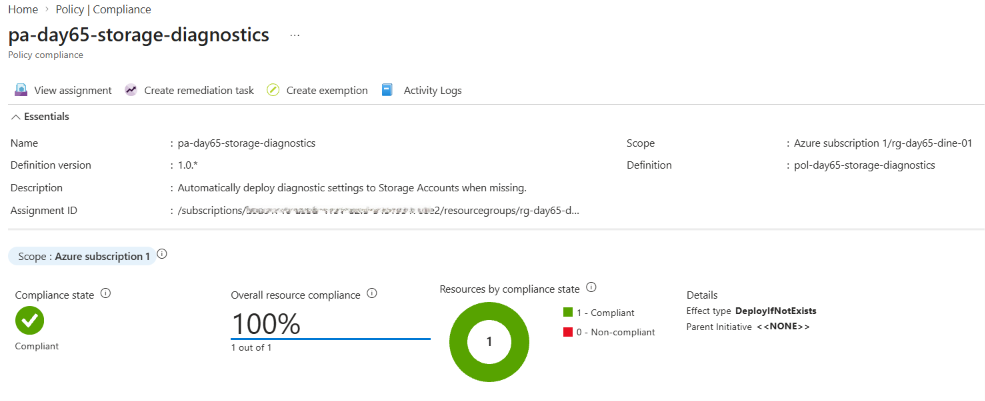 Home > Policy | Compliance
pa-day65-storage-diagnostics ...
Policy compliance
View assignment Create remediation task Create exemption Activity Logs
Essentials
Name : pa-day65-storage-diagnostics Scope : Azure subscription 1/rg-day65-dine-01
Definition version : 1.0.* Definition : pol-day65-storage-diagnostics
Description : Automatically deploy diagnostic settings to Storage Accounts when missing.
Assignment ID : /subscriptions/ e2/resourcegroups/rg-day65-d...
Scope : Azure subscription 1
Compliance state
Compliant
Overall resource compliance
100%
1 out of 1
Resources by compliance state
1
1 - Compliant
0 - Non-compliant
Details
Effect type DeployIfNotExists
Parent Initiative <<NONE>>